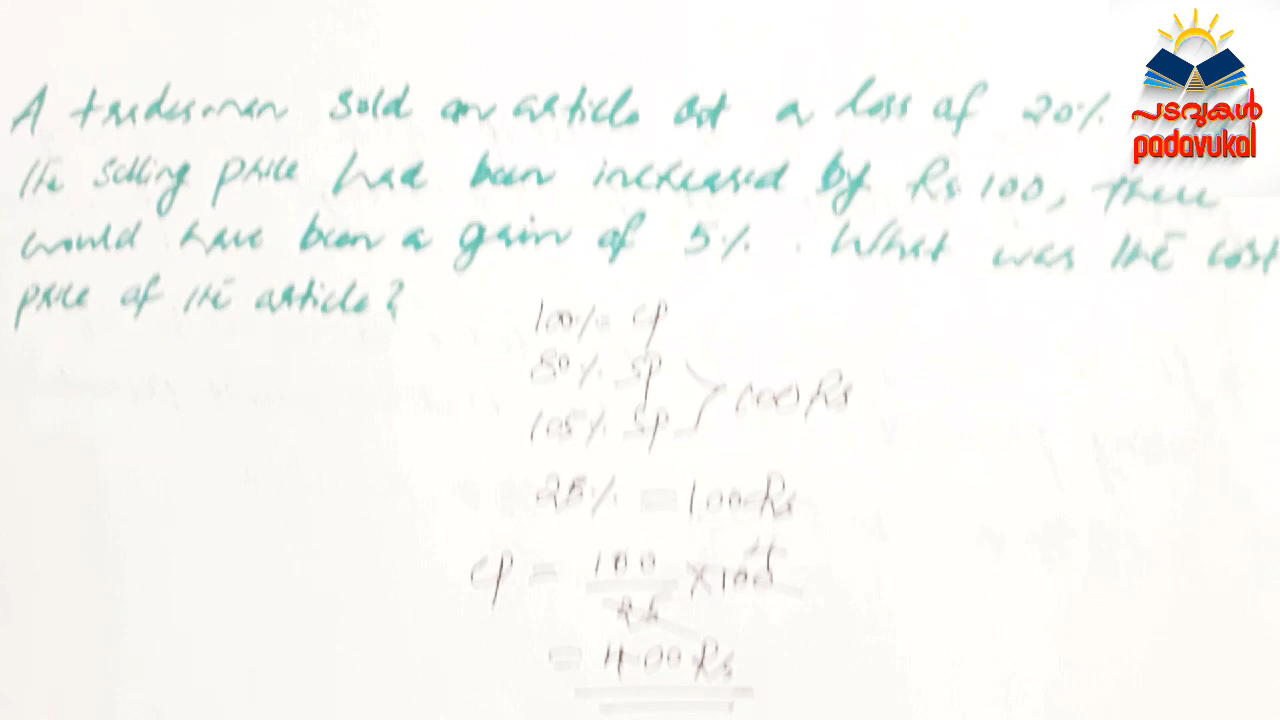 A tradesman sold an article at a loss of 20%.
the selling price had been increased by Rs 100, there
would have been a gain of 5%. What was the cost
price of the article?
100% = CP
80% SP
105% SP
100 Rs
25% = 100 Rs
CP = 100/25 × 100 4
= 400 Rs
പടവുകൾ
padavukal